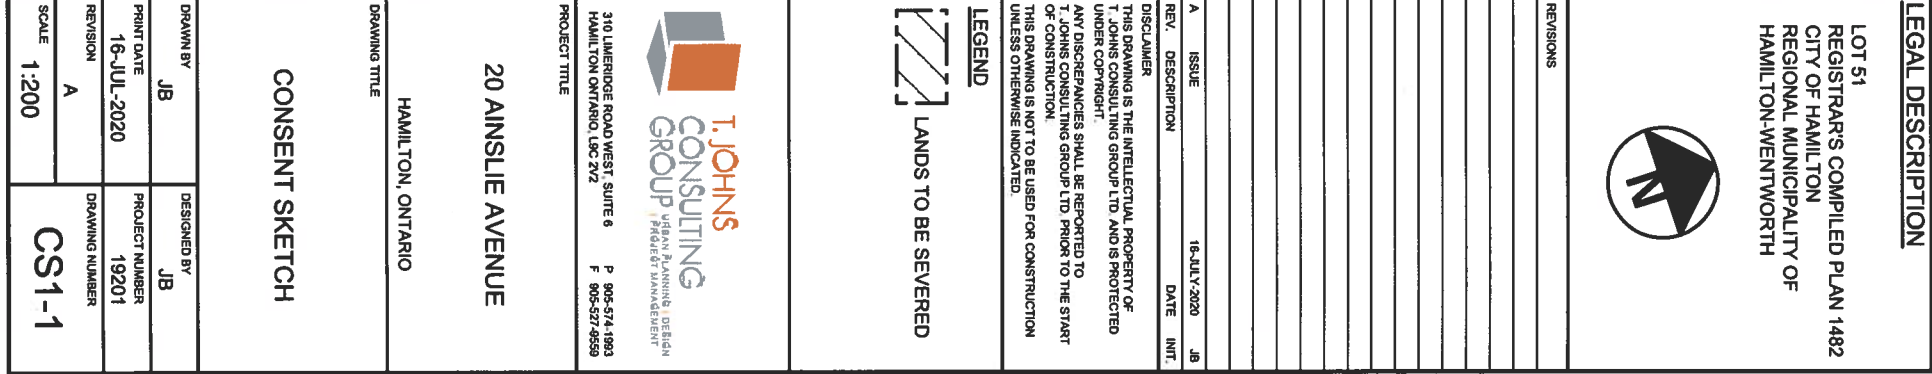 LEGAL DESCRIPTION
LOT 51
REGISTRAR'S COMPILED PLAN 1482
CITY OF HAMILTON
REGIONAL MUNICIPALITY OF
HAMILTON-WENTWORTH
N
REVISIONS
A ISSUE 16-JULY-2020 JB
REV. DESCRIPTION DATE INIT.
DISCLAIMER
THIS DRAWING IS THE INTELLECTUAL PROPERTY OF
T. JOHNS CONSULTING GROUP LTD. AND IS PROTECTED
UNDER COPYRIGHT.
ANY DISCREPANCIES SHALL BE REPORTED TO
T. JOHNS CONSULTING GROUP LTD. PRIOR TO THE START
OF CONSTRUCTION.
THIS DRAWING IS NOT TO BE USED FOR CONSTRUCTION
UNLESS OTHERWISE INDICATED.
LEGEND
LANDS TO BE SEVERED
T. JOHNS
CONSULTING
GROUP URBAN PLANNING | DESIGN
PROJECT MANAGEMENT
310 LIMERIDGE ROAD WEST, SUITE 6 P 905-574-1993
HAMILTON ONTARIO, L9C 2V2 F 905-527-9559
PROJECT TITLE
20 AINSLIE AVENUE
HAMILTON, ONTARIO
DRAWING TITLE
CONSENT SKETCH
DRAWN BY
JB
DESIGNED BY
JB
PRINT DATE
16-JUL-2020
PROJECT NUMBER
19201
REVISION
A
DRAWING NUMBER
CS1-1
SCALE
1:200